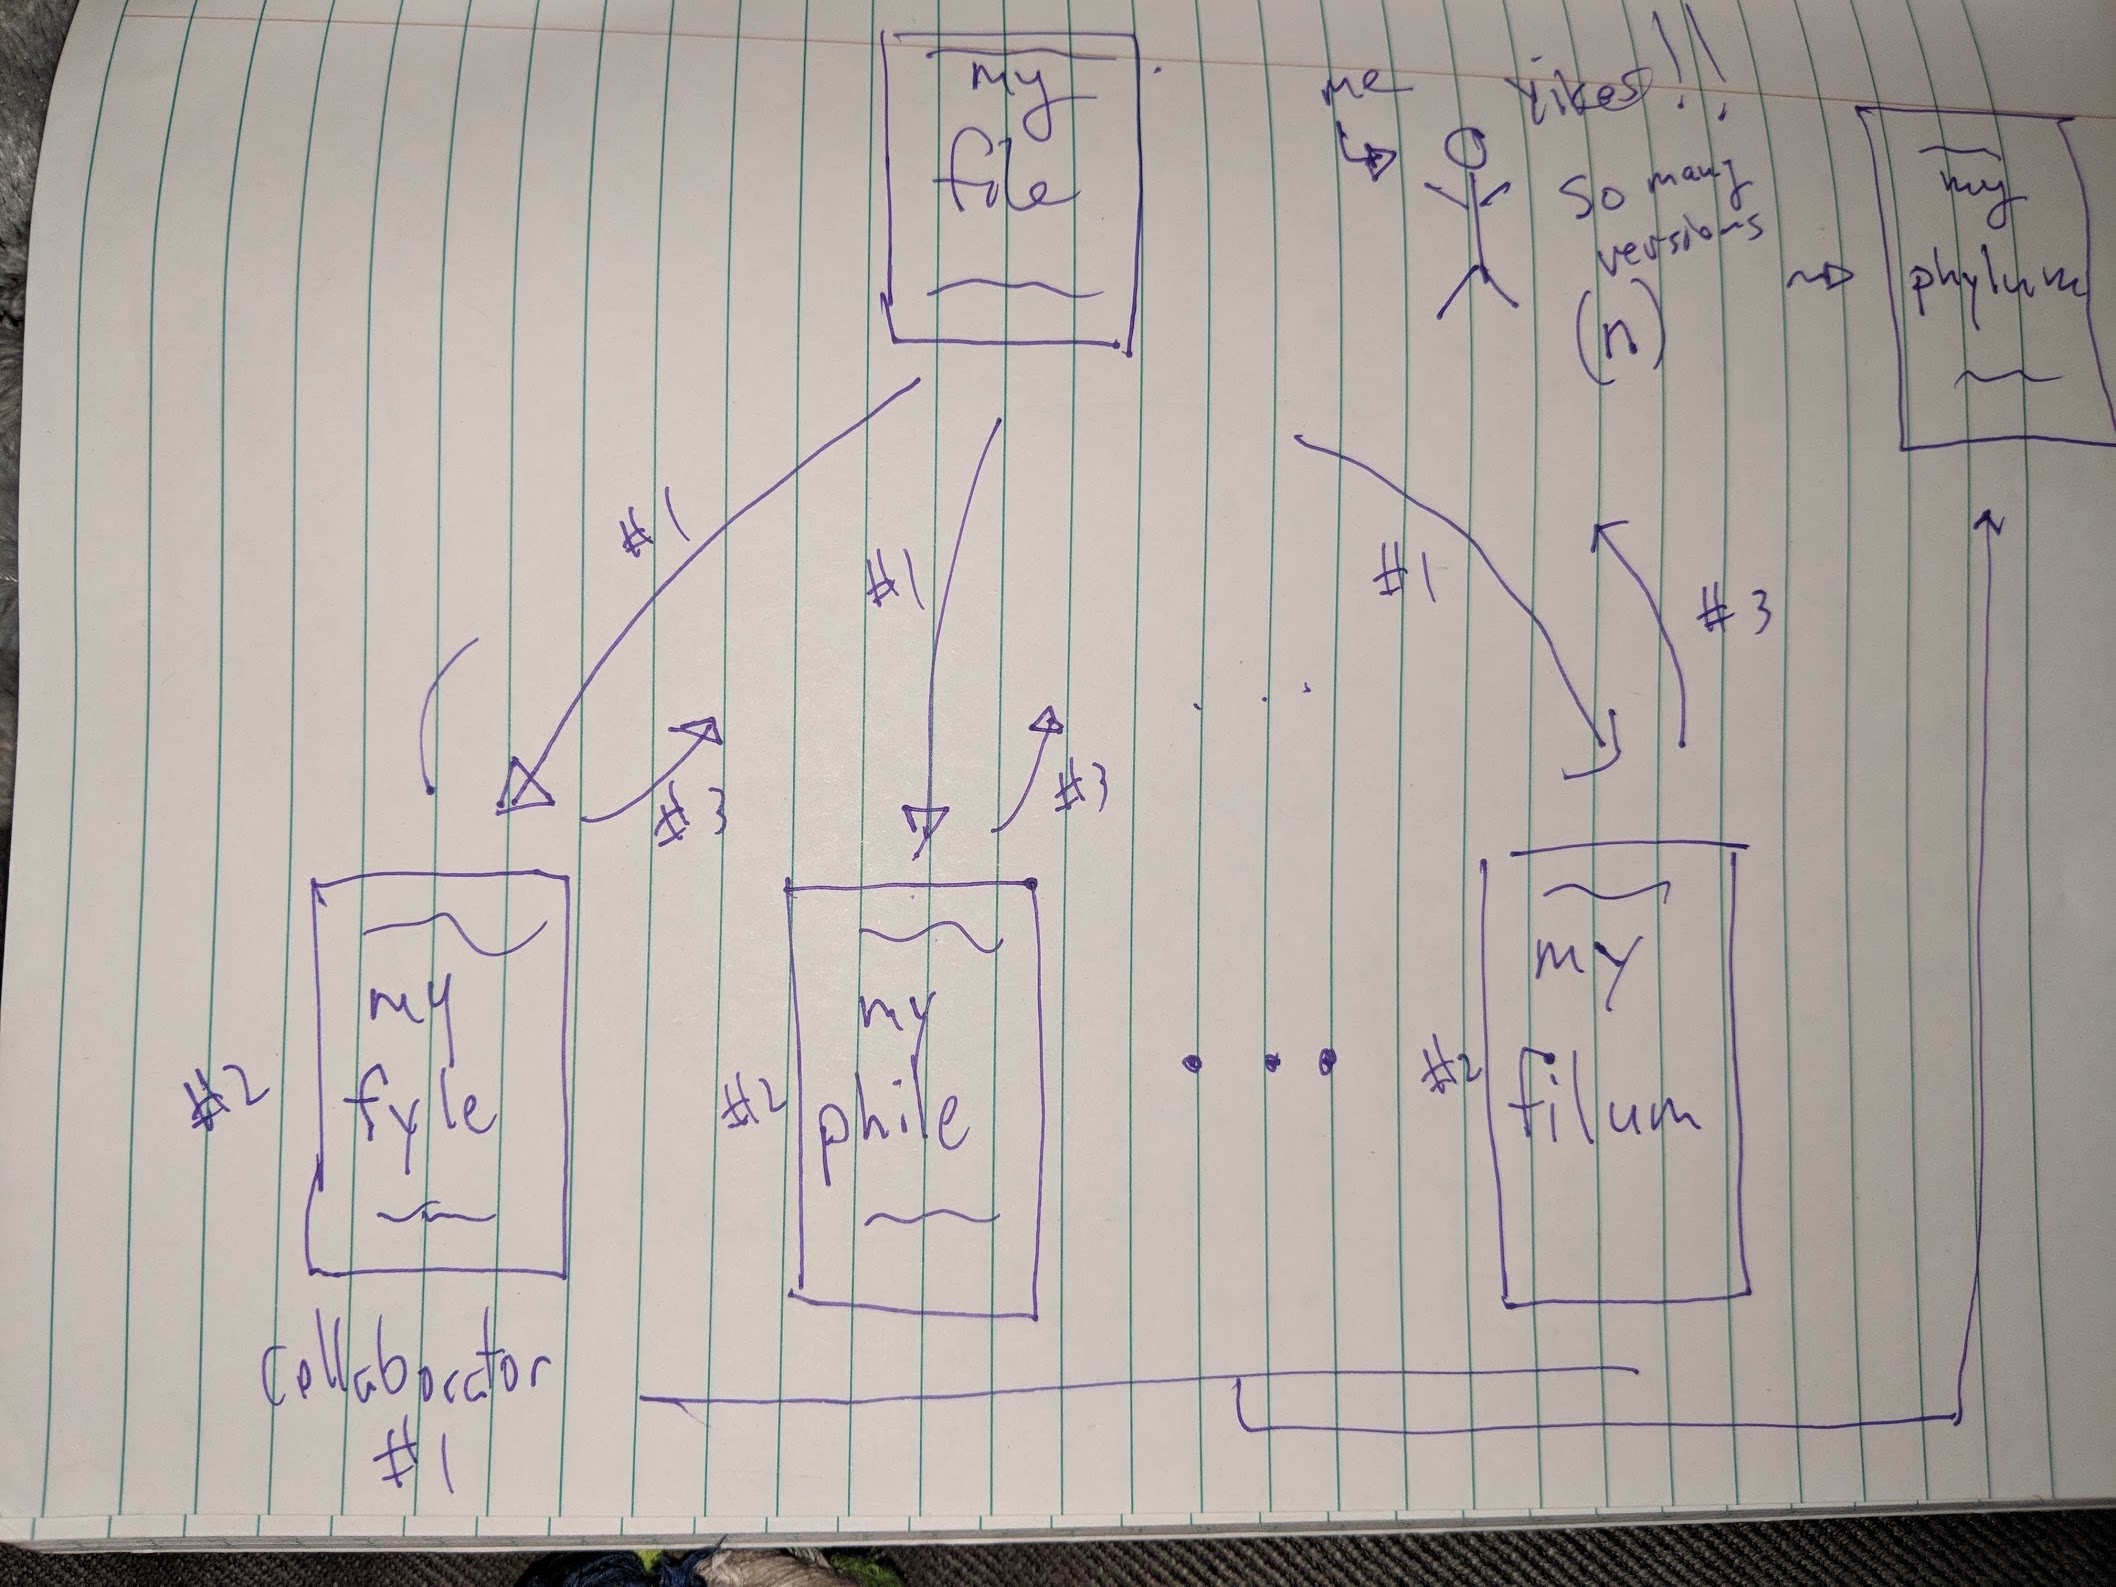 my
file
me
Yikes!!
so many
versions
(n)
my
phylum
#1
#1
#1
#3
#3
#3
#2
my
fyle
#2
my
phile
#2
my
filum
Collaborator
#1